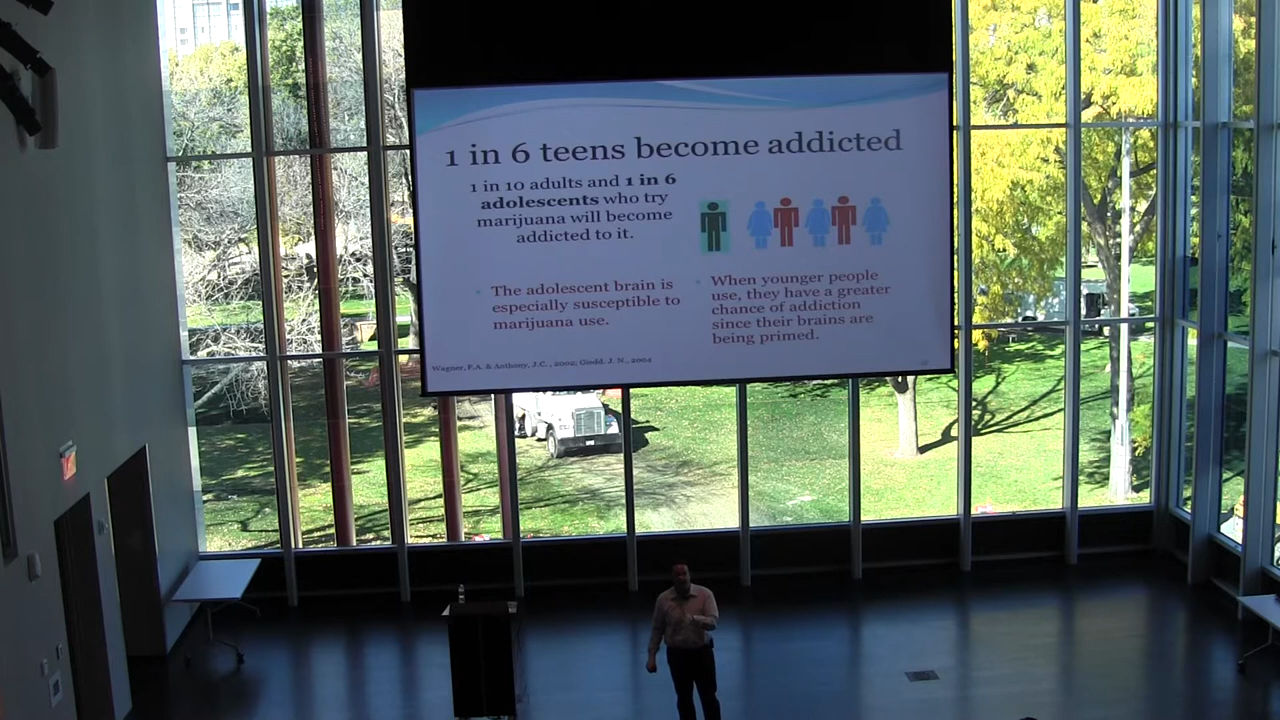 1 in 6 teens become addicted
1 in 10 adults and 1 in 6
adolescents who try
marijuana will become
addicted to it.
The adolescent brain is
especially susceptible to
marijuana use.
When younger people
use, they have a greater
chance of addiction
since their brains are
being primed.
Wagner, F.A. & Anthony, J.C. , 2002; Giedd, J. N., 2004